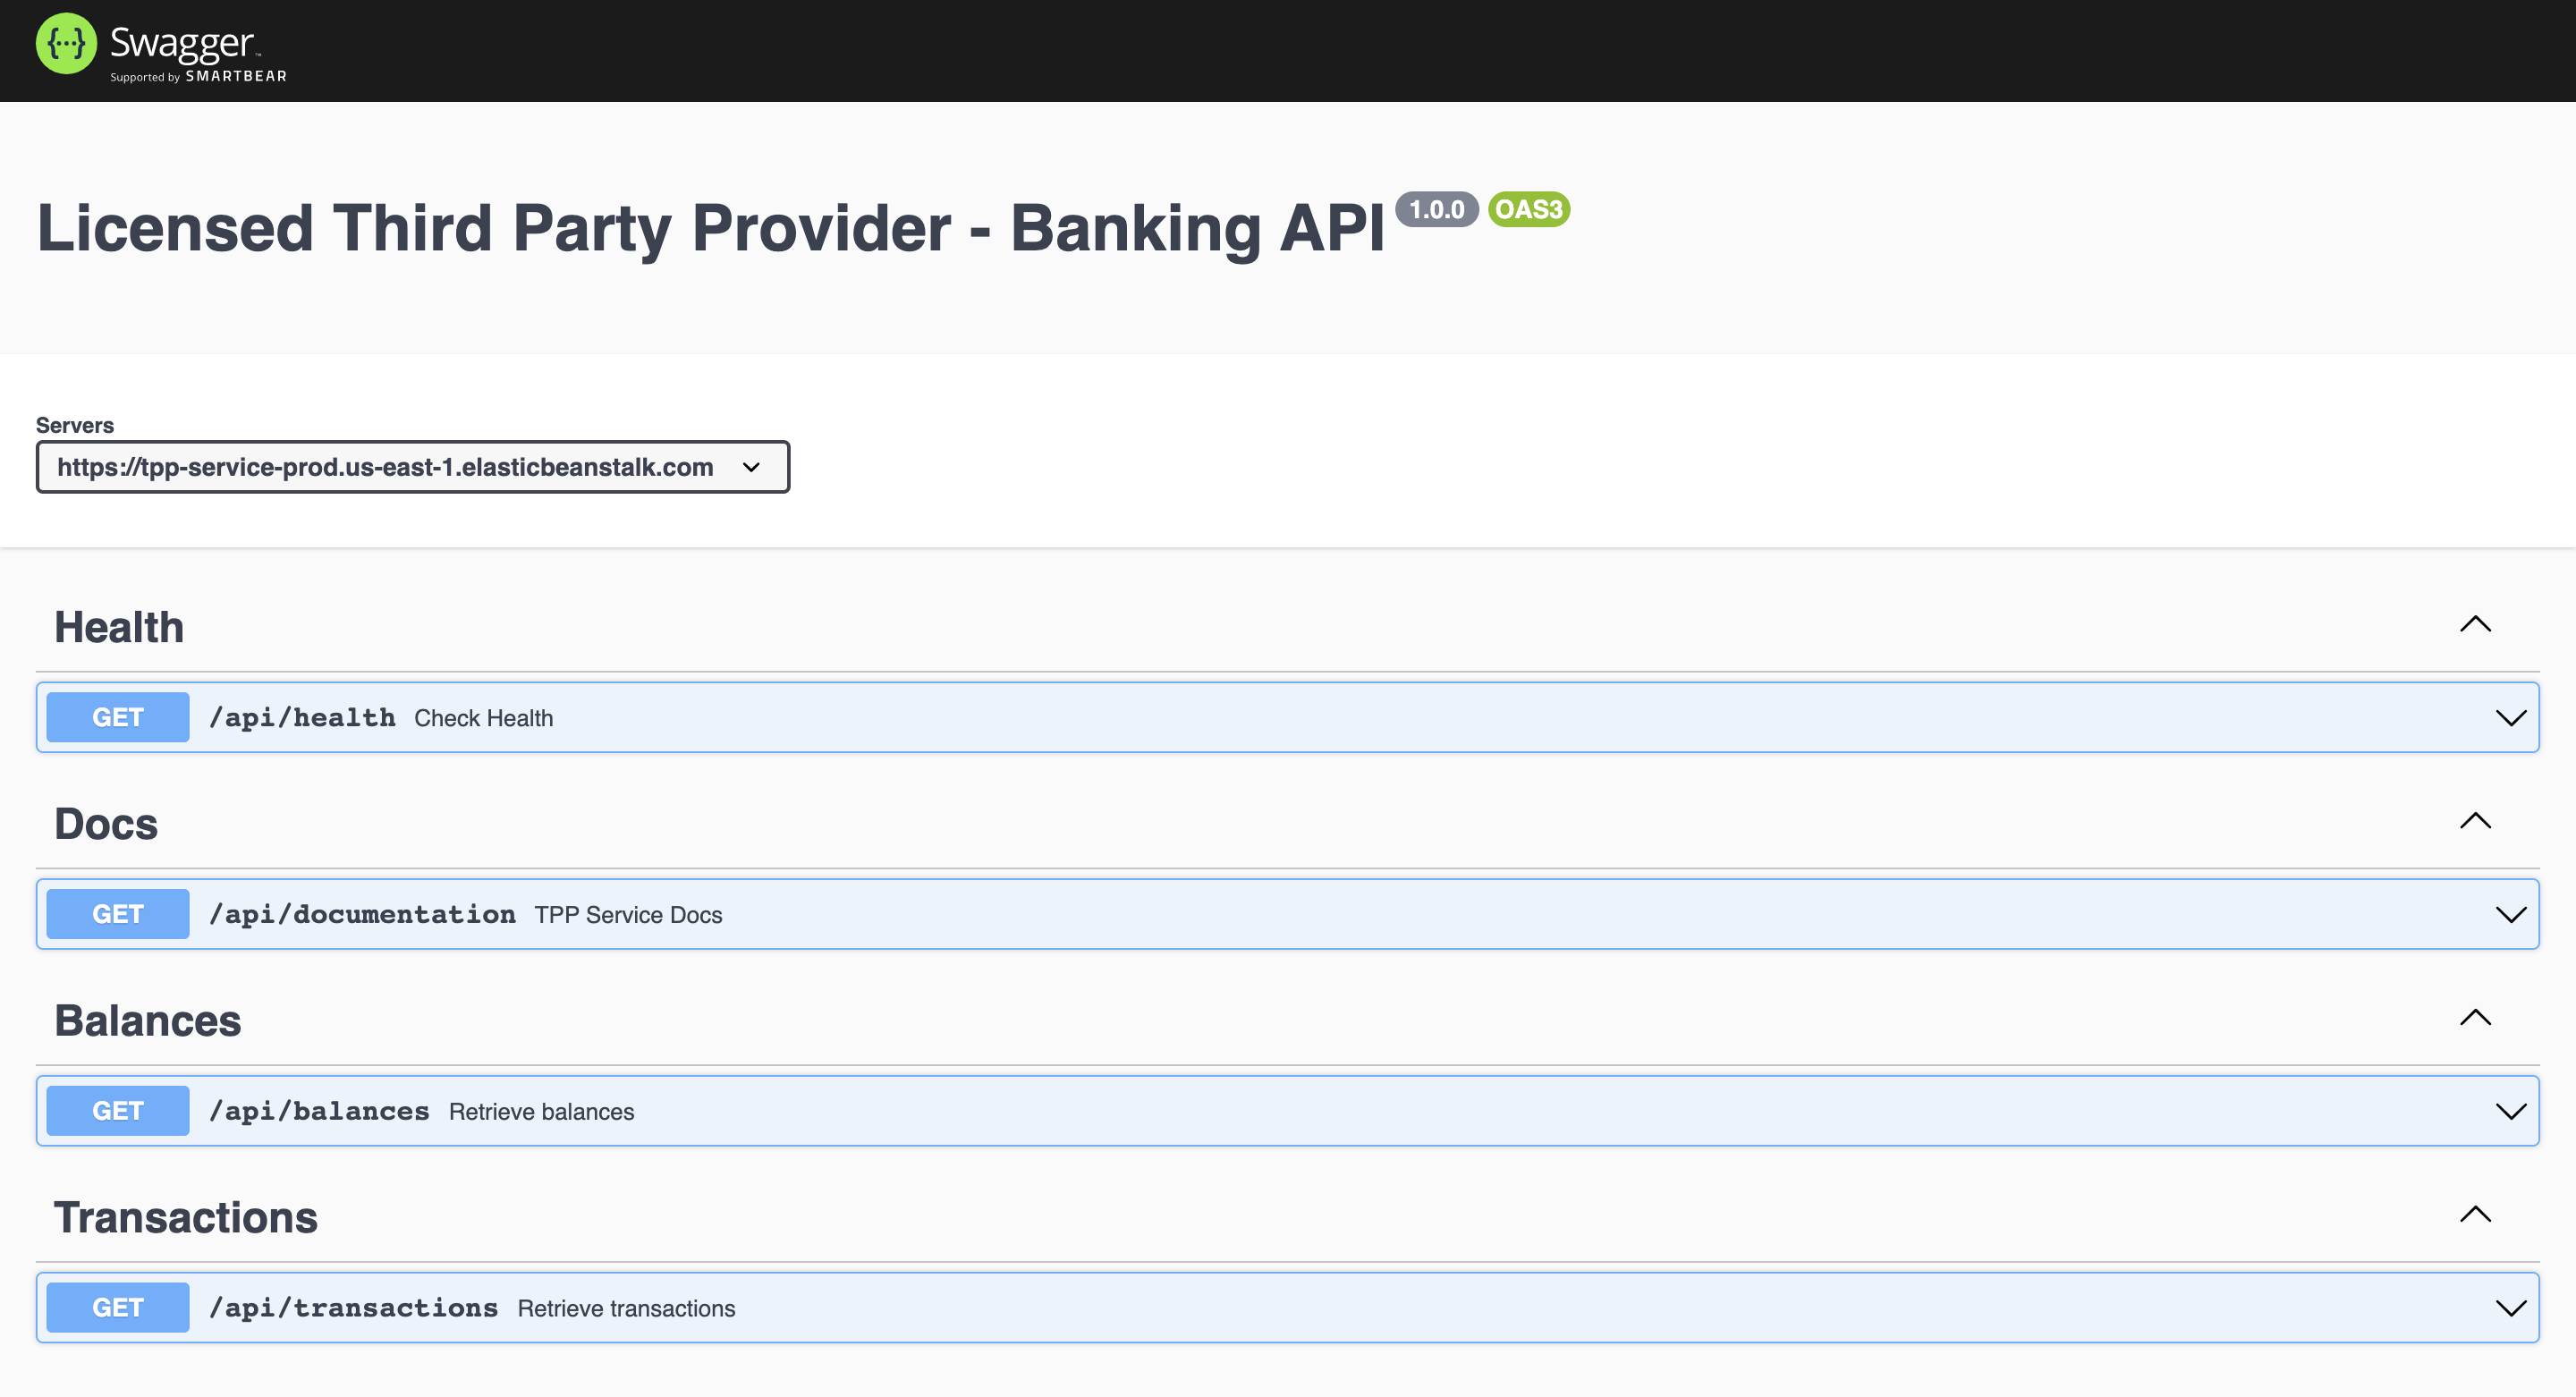 {···} Swagger™
Supported by SMARTBEAR
Licensed Third Party Provider - Banking API 1.0.0 OAS3
Servers
https://tpp-service-prod.us-east-1.elasticbeanstalk.com
Health
GET /api/health Check Health
Docs
GET /api/documentation TPP Service Docs
Balances
GET /api/balances Retrieve balances
Transactions
GET /api/transactions Retrieve transactions